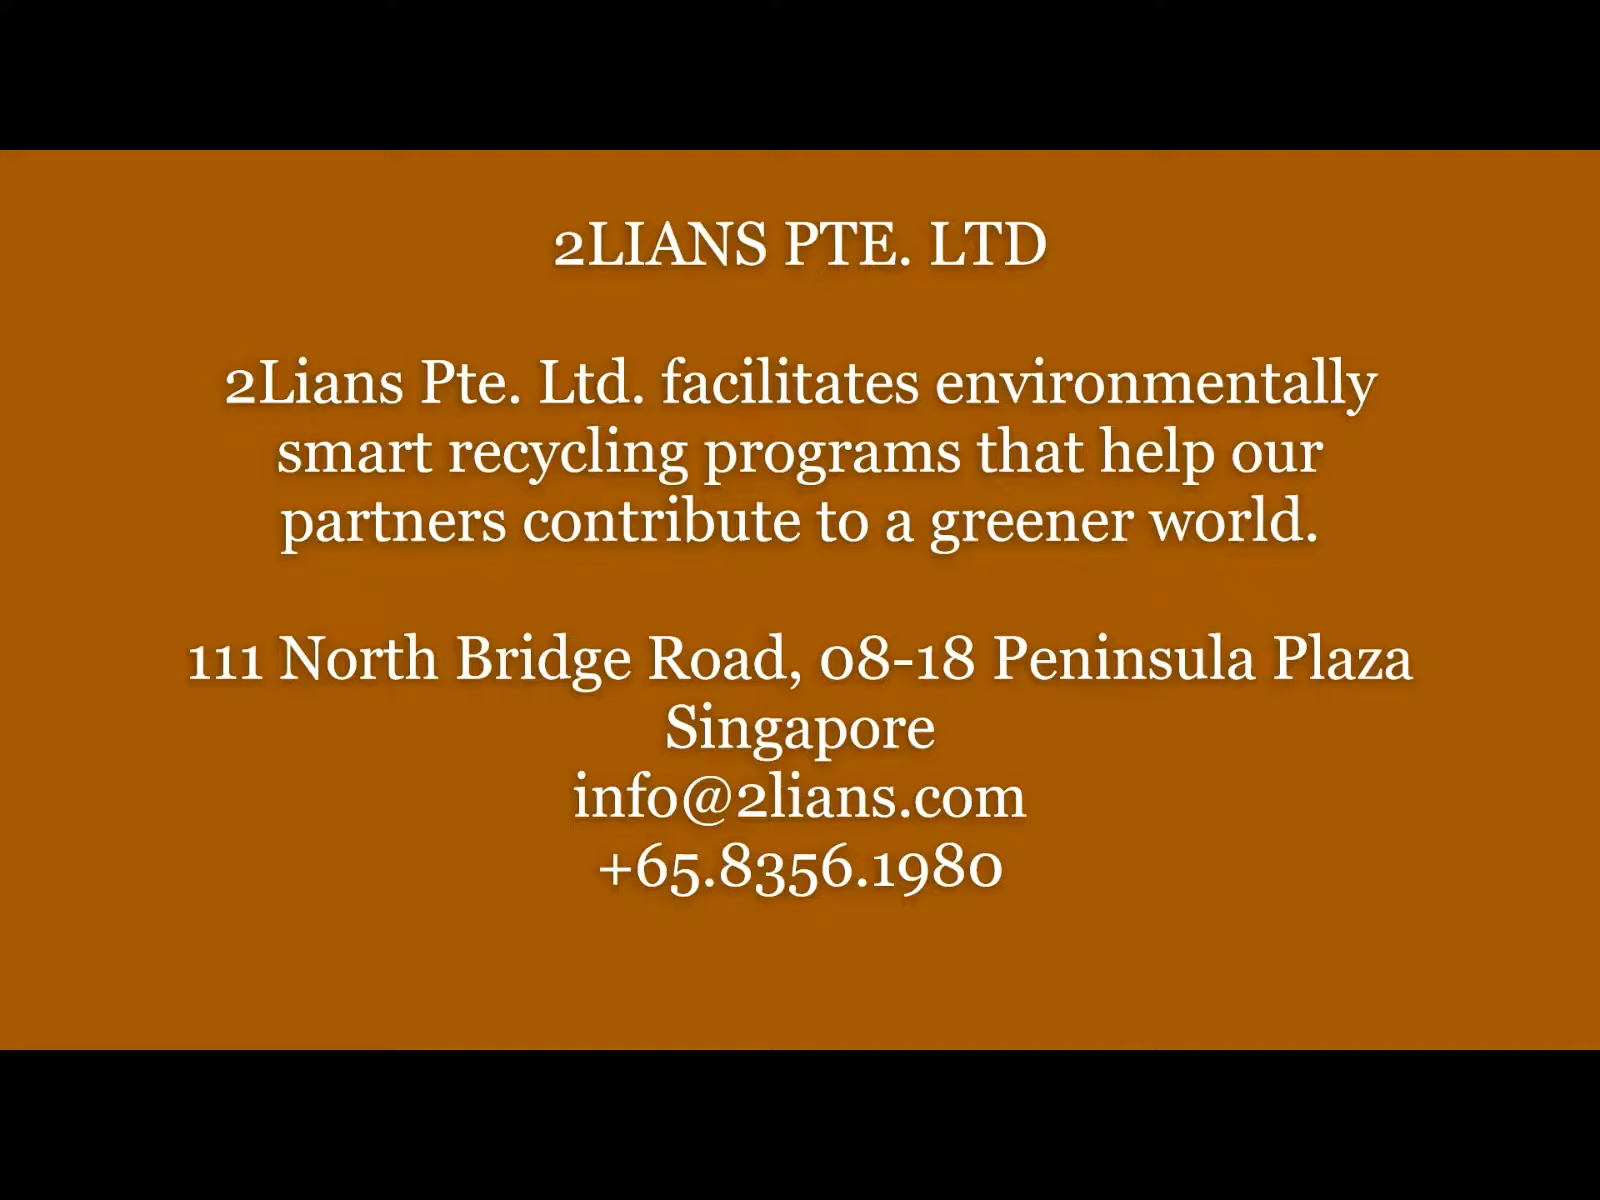 2LIANS PTE. LTD
2Lians Pte. Ltd. facilitates environmentally
smart recycling programs that help our
partners contribute to a greener world.
111 North Bridge Road, 08-18 Peninsula Plaza
Singapore
info@2lians.com
+65.8356.1980